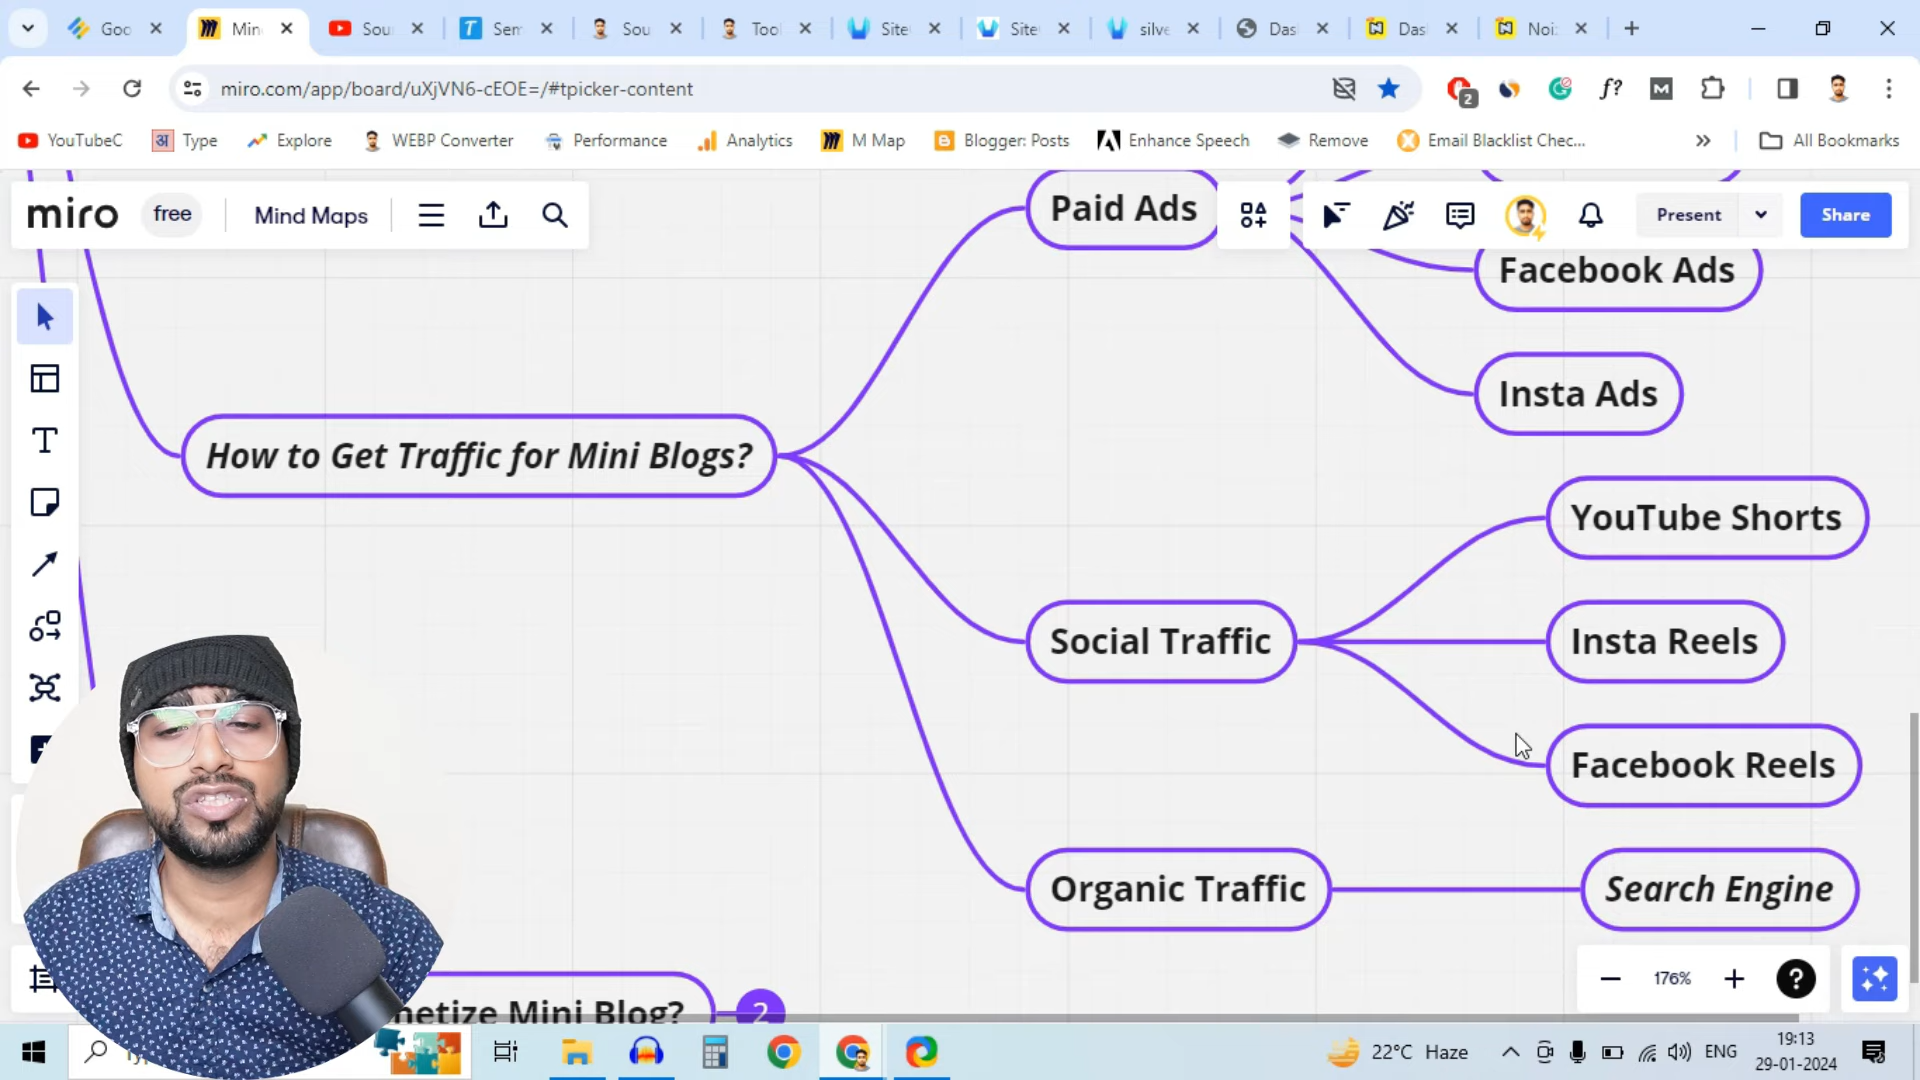 Goo
Min
Sou
Sem
Sou
Tool
Site
Site
silve
Das
Das
Noi
miro.com/app/board/uXjVN6-cEOE=/#tpicker-content
2
f?
M
YouTubeC
अ Type
Explore
WEBP Converter
Performance
Analytics
M Map
Blogger: Posts
Enhance Speech
Remove
Email Blacklist Chec...
All Bookmarks
miro
free
Mind Maps
Present
Share
Paid Ads
Facebook Ads
Insta Ads
How to Get Traffic for Mini Blogs?
YouTube Shorts
Social Traffic
Insta Reels
Facebook Reels
Organic Traffic
Search Engine
netize Mini Blog?
2
176%
?
22°C Haze
ENG
19:13
29-01-2024